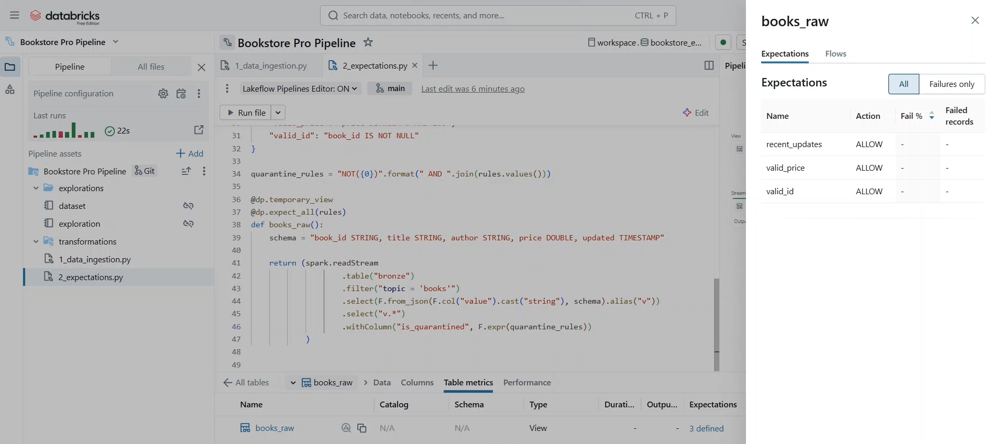 databricks
Free Edition
Search data, notebooks, recents, and more...
CTRL + P
Bookstore Pro Pipeline
Pipeline
All files
Pipeline configuration
Last runs
22s
Pipeline assets
Add
Bookstore Pro Pipeline
Git
explorations
dataset
exploration
transformations
1_data_ingestion.py
2_expectations.py
Bookstore Pro Pipeline
workspace.
bookstore_e...
1_data_ingestion.py
2_expectations.py
Lakeflow Pipelines Editor: ON
main
Last edit was 6 minutes ago
Run file
Edit
31 "valid_id": "book_id IS NOT NULL"
32 }
33
34 quarantine_rules = "NOT({0})".format(" AND ".join(rules.values()))
35
36 @dp.temporary_view
37 @dp.expect_all(rules)
38 def books_raw():
39 schema = "book_id STRING, title STRING, author STRING, price DOUBLE, updated TIMESTAMP"
40
41 return (spark.readStream
42 .table("bronze")
43 .filter("topic = 'books'")
44 .select(F.from_json(F.col("value").cast("string"), schema).alias("v"))
45 .select("v.*")
46 .withColumn("is_quarantined", F.expr(quarantine_rules))
47 )
48
49
View
All tables
books_raw
Data
Columns
Table metrics
Performance
Name Catalog Schema Type Durati... Outpu... Expectations
books_raw N/A N/A View - - 3 defined
books_raw
Expectations
Flows
Expectations
All
Failures only
Name Action Fail % Failed records
recent_updates ALLOW - -
valid_price ALLOW - -
valid_id ALLOW - -